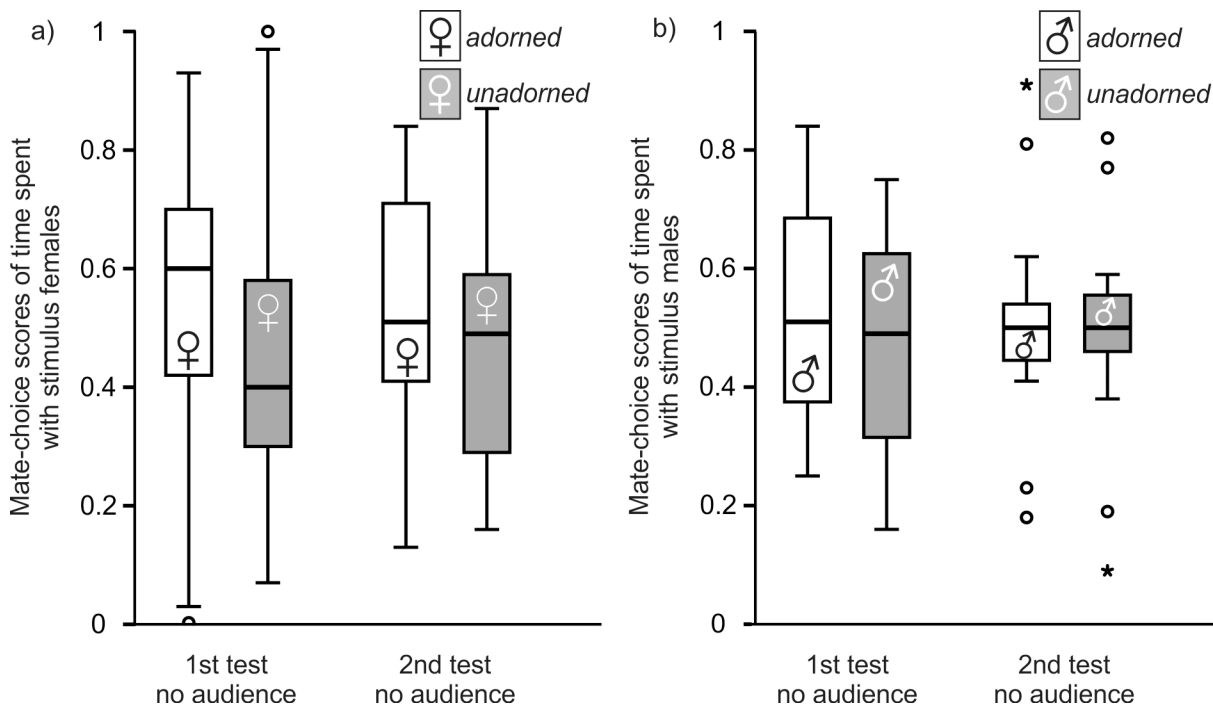 a)
♀ adorned
♀ unadorned
Mate-choice scores of time spent
with stimulus females
1
0.8
0.6
0.4
0.2
0
♀
♀
♀
♀
1st test
no audience
2nd test
no audience
b)
♂ adorned
♂ unadorned
Mate-choice scores of time spent
with stimulus males
1
0.8
0.6
0.4
0.2
0
♂
♂
♂
♂
1st test
no audience
2nd test
no audience